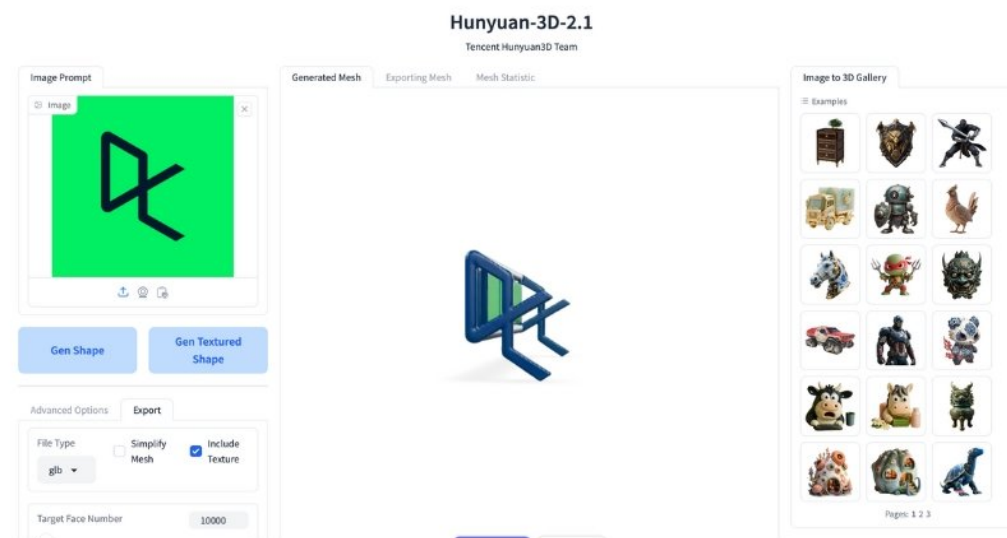 Hunyuan-3D-2.1
Tencent Hunyuan3D Team
Image Prompt
Image
Gen Shape
Gen Textured
Shape
Advanced Options
Export
File Type
Simplify
Mesh
Include
Texture
glb
Target Face Number
10000
Generated Mesh
Exporting Mesh
Mesh Statistic
Image to 3D Gallery
Examples
Pages: 1 2 3